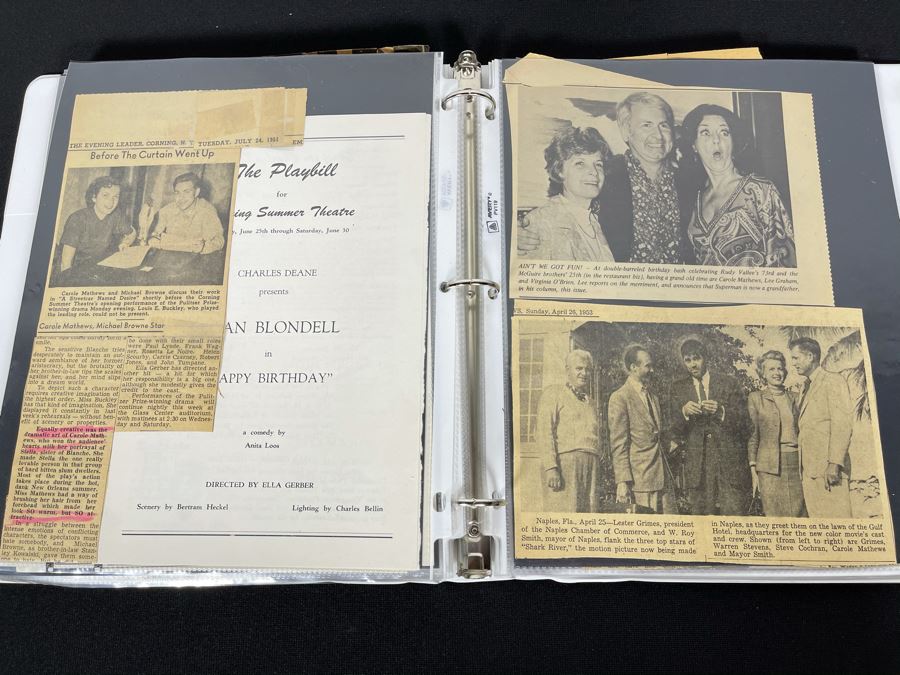 THE EVENING LEADER, CORNING, N. Y. TUESDAY, JULY 24, 1951
EM
Before The Curtain Went Up
Carole Mathews and Michael Browne discuss their work
in "A Streetcar Named Desire" shortly before the Corning
Summer Theatre's opening performance of the Pulitzer Prize-
winning drama Monday evening. Louis E. Buckley, who played
the leading role, could not be present.
Carole Mathews, Michael Browne Star
smile.
The sensitive Blanche tries
desperately to maintain an out-
ward semblance of her former
aristocracy, but the brutality of
her brother-in-law tips the scales
against her, and her mind slips
into a dream world.
To depict such a character
requires creative imagination of
the highest order. Miss Buckley
has that kind of imagination. She
displayed it constantly in last
week's rehearsals — without ben-
efit of scenery or properties.
Equally creative was the
dramatic art of Carole Math-
ews, who won the audience'
hearts with her portrayal of
Stella, sister of Blanche. She
made Stella the one really
lovable person in that group
of hard bitten slum dwellers.
Most of the play's action
takes place during the hot,
dank New Orleans summer.
Miss Mathews had a way of
brushing her hair from her
forehead which made her
look SO warm, but SO at-
tractive.
In a struggle between the
intense emotions of conflicting
characters, the spectators must
hate somebody, and Michael
Browne, as brother-in-law Stan-
ley Kowalski, gave them some-
be done with their small roles
were Paul Lynde, Frank Wag-
ner, Rosetta Le Noire, Helen
Scourby, Carrie Czarney, Robert
Jones, and John Tumpane.
Ella Gerber has directed an-
other hit — a hit for which
her responsibility is a big one,
although she modestly gives the
credit to the cast.
Performances of the Pulit-
zer Prize-winning drama will
continue nightly this week at
the Glass Center auditorium,
with matinees at 2:30 on Wednes-
day and Saturday.
The Playbill
for
ing Summer Theatre
y, June 25th through Saturday, June 30
CHARLES DEANE
presents
AN BLONDELL
in
APPY BIRTHDAY"
a comedy by
Anita Loos
DIRECTED BY ELLA GERBER
Scenery by Bertram Heckel Lighting by Charles Bellin
AVERY
PV119
AIN'T WE GOT FUN! – At double-barreled birthday bash celebrating Rudy Vallee's 73rd and the
McGuire brothers' 25th (in the restaurant biz), having a grand old time are Carole Mathews, Lee Graham,
and Virginia O'Brien. Lee reports on the merriment, and announces that Superman is now a grandfather,
in his column, this issue.
S, Sunday, April 26, 1953
Naples, Fla., April 25—Lester Grimes, president
of the Naples Chamber of Commerce, and W. Roy
Smith, mayor of Naples, flank the three top stars of
"Shark River," the motion picture now being made
in Naples, as they greet them on the lawn of the Gulf
Hotel, headquarters for the new color movie's cast
and crew. Shown (from left to right) are Grimes,
Warren Stevens, Steve Cochran, Carole Mathews
and Mayor Smith.